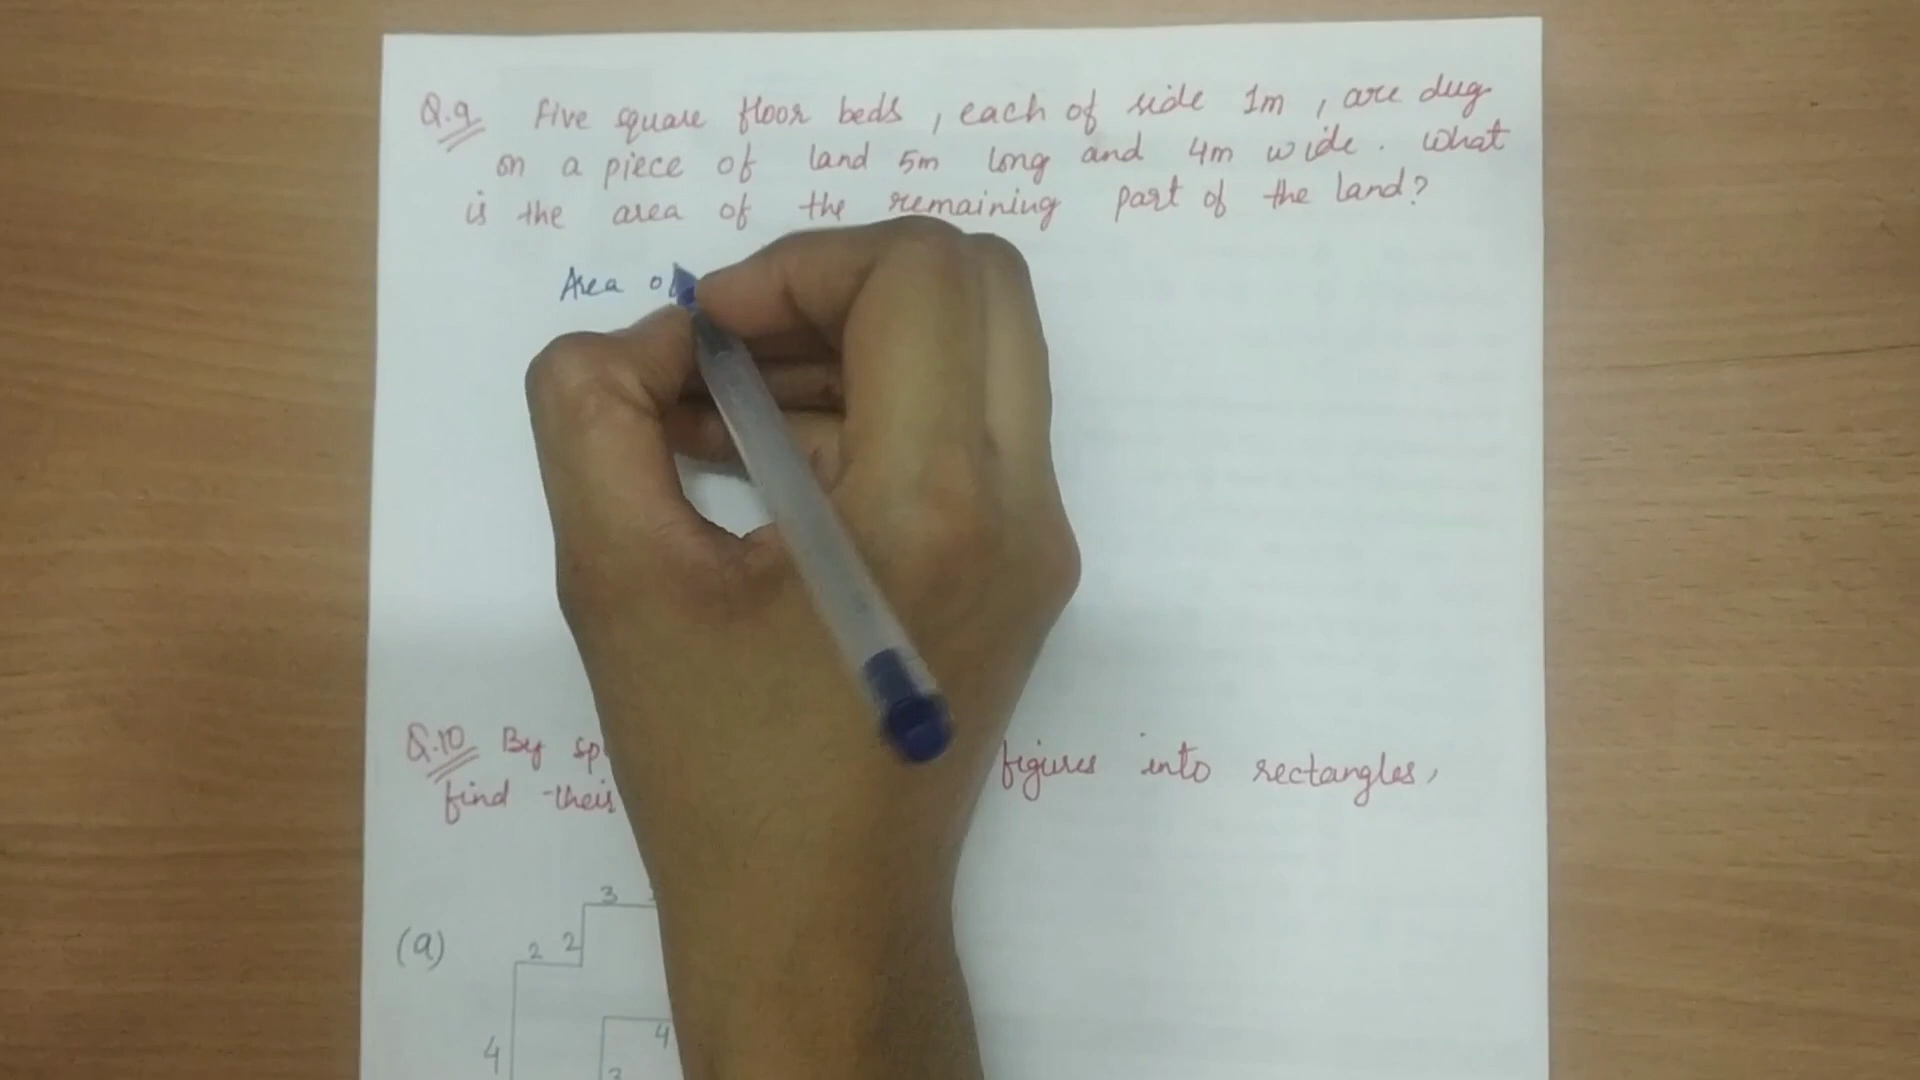 Q.9 Five square floor beds, each of side 1m, are dug
on a piece of land 5m long and 4m wide. What
is the area of the remaining part of the land?
Area of
Q.10 By figures into rectangles,
find their
3
(a) 2 2
4 4
3